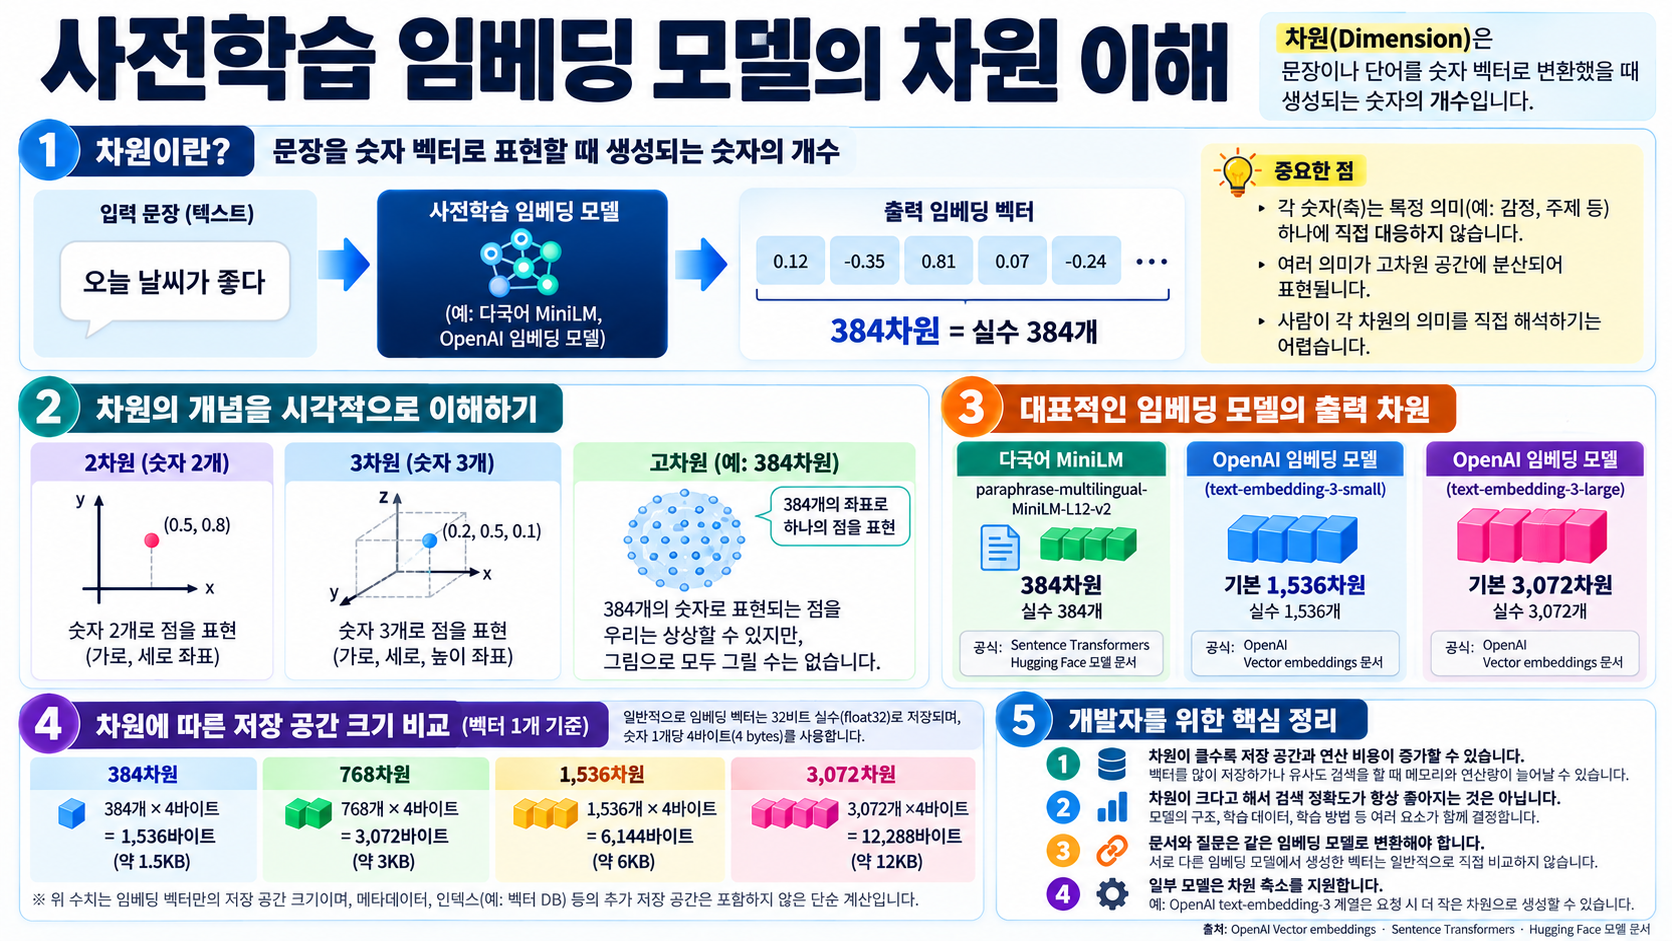 사전학습 임베딩 모델의 차원 이해
차원(Dimension)은
문장이나 단어를 숫자 벡터로 변환했을 때
생성되는 숫자의 개수입니다.
1 차원이란? 문장을 숫자 벡터로 표현할 때 생성되는 숫자의 개수
입력 문장 (텍스트)
오늘 날씨가 좋다
사전학습 임베딩 모델
(예: 다국어 MiniLM,
OpenAI 임베딩 모델)
출력 임베딩 벡터
0.12 -0.35 0.81 0.07 -0.24 •••
384차원 = 실수 384개
중요한 점
▸ 각 숫자(축)는 록정 의미(예: 감정, 주제 등)
하나에 직접 대응하지 않습니다.
▸ 여러 의미가 고차원 공간에 분산되어
표현됩니다.
▸ 사람이 각 차원의 의미를 직접 해석하기는
어렵습니다.
2 차원의 개념을 시각적으로 이해하기
2차원 (숫자 2개)
y
(0.5, 0.8)
x
숫자 2개로 점을 표현
(가로, 세로 좌표)
3차원 (숫자 3개)
z
(0.2, 0.5, 0.1)
x
y
숫자 3개로 점을 표현
(가로, 세로, 높이 좌표)
고차원 (예: 384차원)
384개의 좌표로
하나의 점을 표현
384개의 숫자로 표현되는 점을
우리는 상상할 수 있지만,
그림으로 모두 그릴 수는 없습니다.
3 대표적인 임베딩 모델의 출력 차원
다국어 MiniLM
paraphrase-multilingual-
MiniLM-L12-v2
384차원
실수 384개
공식: Sentence Transformers
Hugging Face 모델 문서
OpenAI 임베딩 모델
(text-embedding-3-small)
기본 1,536차원
실수 1,536개
공식: OpenAI
Vector embeddings 문서
OpenAI 임베딩 모델
(text-embedding-3-large)
기본 3,072차원
실수 3,072개
공식: OpenAI
Vector embeddings 문서
4 차원에 따른 저장 공간 크기 비교 (벡터 1개 기준)
일반적으로 임베딩 벡터는 32비트 실수(float32)로 저장되며,
숫자 1개당 4바이트(4 bytes)를 사용합니다.
384차원
384개 × 4바이트
= 1,536바이트
(약 1.5KB)
768차원
768개 × 4바이트
= 3,072바이트
(약 3KB)
1,536차원
1,536개 × 4바이트
= 6,144바이트
(약 6KB)
3,072차원
3,072개 ×4바이트
= 12,288바이트
(약 12KB)
※ 위 수치는 임베딩 벡터만의 저장 공간 크기이며, 메타데이터, 인덱스(예: 벡터 DB) 등의 추가 저장 공간은 포함하지 않은 단순 계산입니다.
5 개발자를 위한 핵심 정리
1 차원이 클수록 저장 공간과 연산 비용이 증가할 수 있습니다.
벡터를 많이 저장하가나 유사도 검색을 할 때 메모리와 연산량이 늘어날 수 있습니다.
2 차원이 크다고 해서 검색 정확도가 항상 졸아지는 것은 아닙니다.
모델의 구조, 학습 데이터, 학습 방법 등 여러 요소가 함께 결정합니다.
3 문서와 질문은 같은 임베딩 모델로 변환해야 합니다.
서로 다른 임베딩 모델에서 생성한 벡터는 일반적으로 직접 비교하지 않습니다.
4 일부 모델은 차원 축소를 지원합니다.
예: OpenAI text-embedding-3 계열은 요청 시 더 작은 차원으로 생성할 수 있습니다.
출처: OpenAI Vector embeddings · Sentence Transformers · Hugging Face 모델 문서